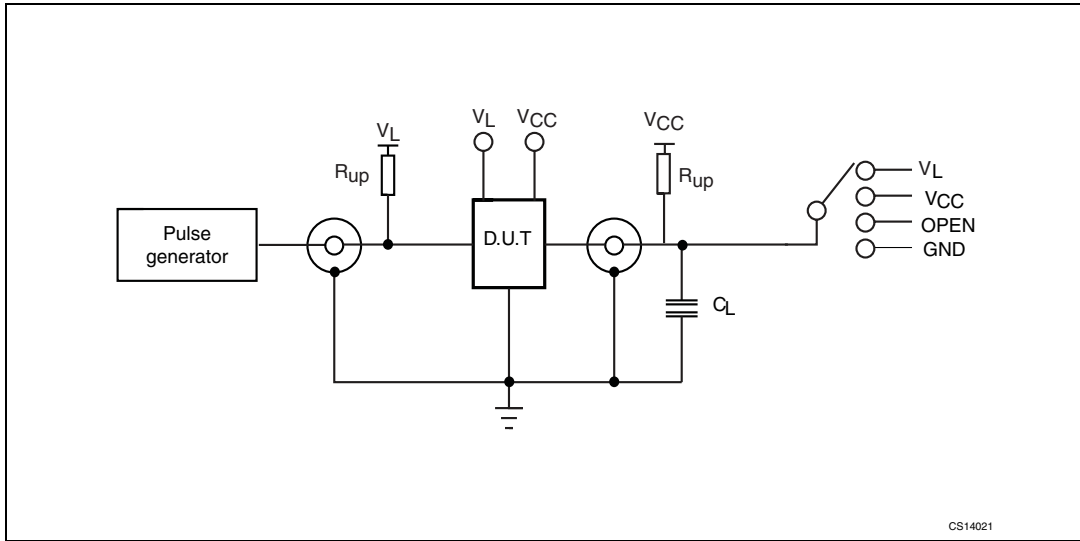 VL
VCC
VCC
VL
Rup
Rup
VL
VCC
OPEN
GND
Pulse
generator
D.U.T
CL
CS14021